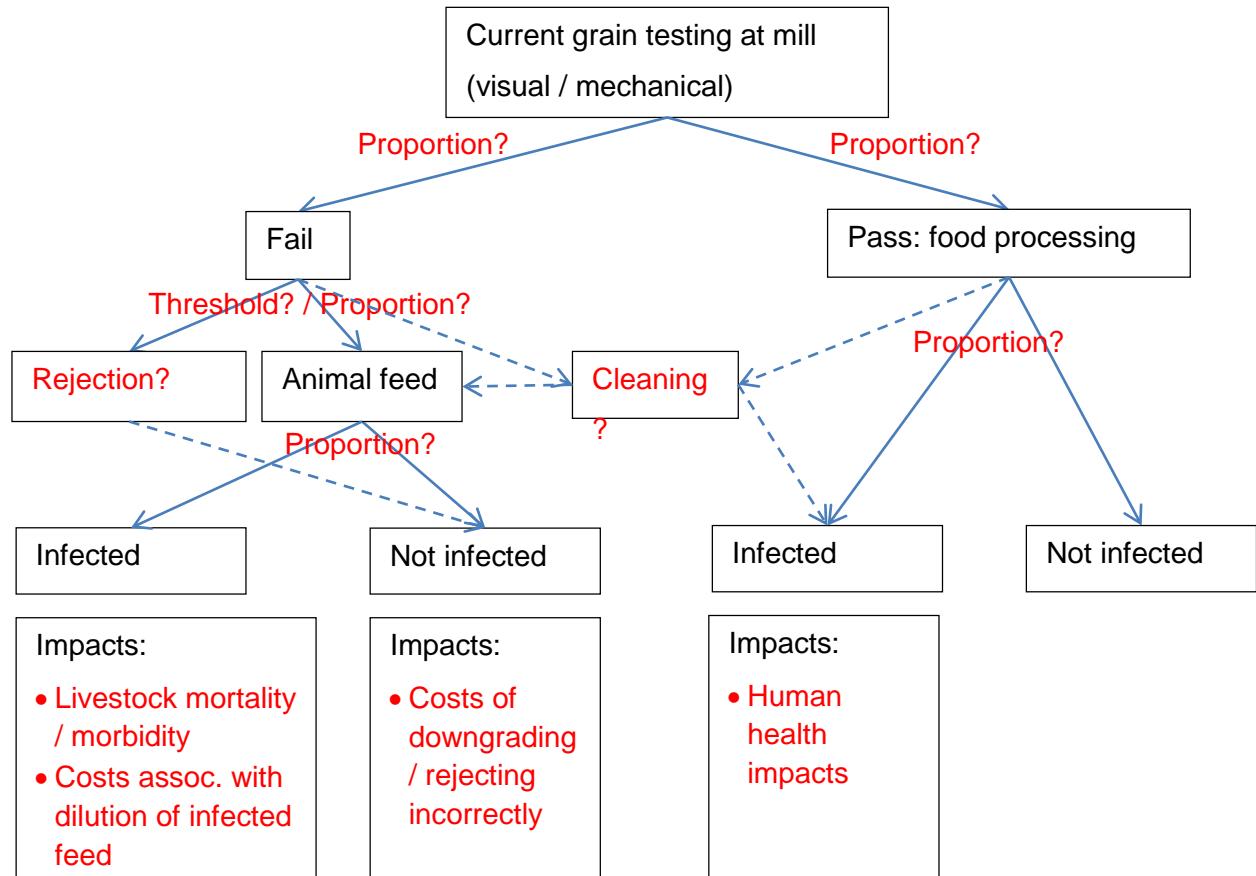 Current grain testing at mill
(visual / mechanical)
Proportion?
Proportion?
Fail
Pass: food processing
Threshold? / Proportion?
Proportion?
Rejection?
Animal feed
Cleaning
?
Proportion?
Infected
Not infected
Infected
Not infected
Impacts:
• Livestock mortality
/ morbidity
• Costs assoc. with
dilution of infected
feed
Impacts:
• Costs of
downgrading
/ rejecting
incorrectly
Impacts:
• Human
health
impacts